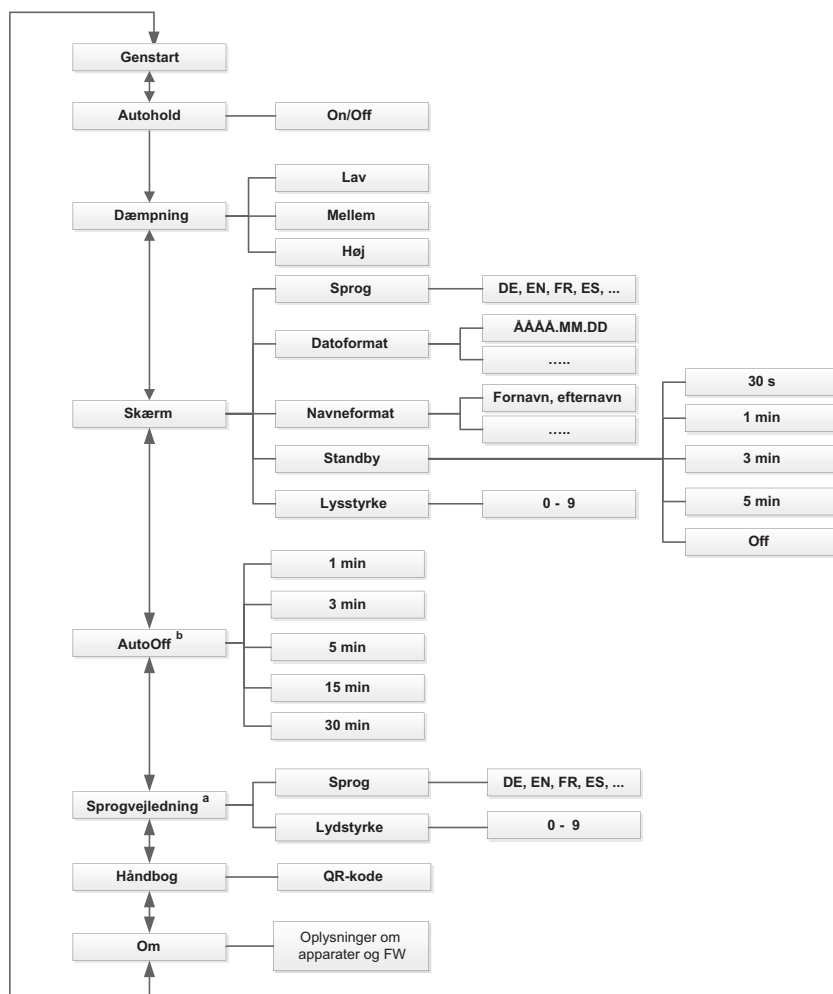 Genstart
Autohold
On/Off
Dæmpning
Lav
Mellem
Høj
Skærm
Sprog
DE, EN, FR, ES, ...
Datoformat
ÅÅÅÅ.MM.DD
.....
Navneformat
Fornavn, efternavn
.....
Standby
30 s
1 min
3 min
5 min
Off
Lysstyrke
0 - 9
AutoOff b
1 min
3 min
5 min
15 min
30 min
Sprogvejledning a
Sprog
DE, EN, FR, ES, ...
Lydstyrke
0 - 9
Håndbog
QR-kode
Om
Oplysninger om
apparater og FW